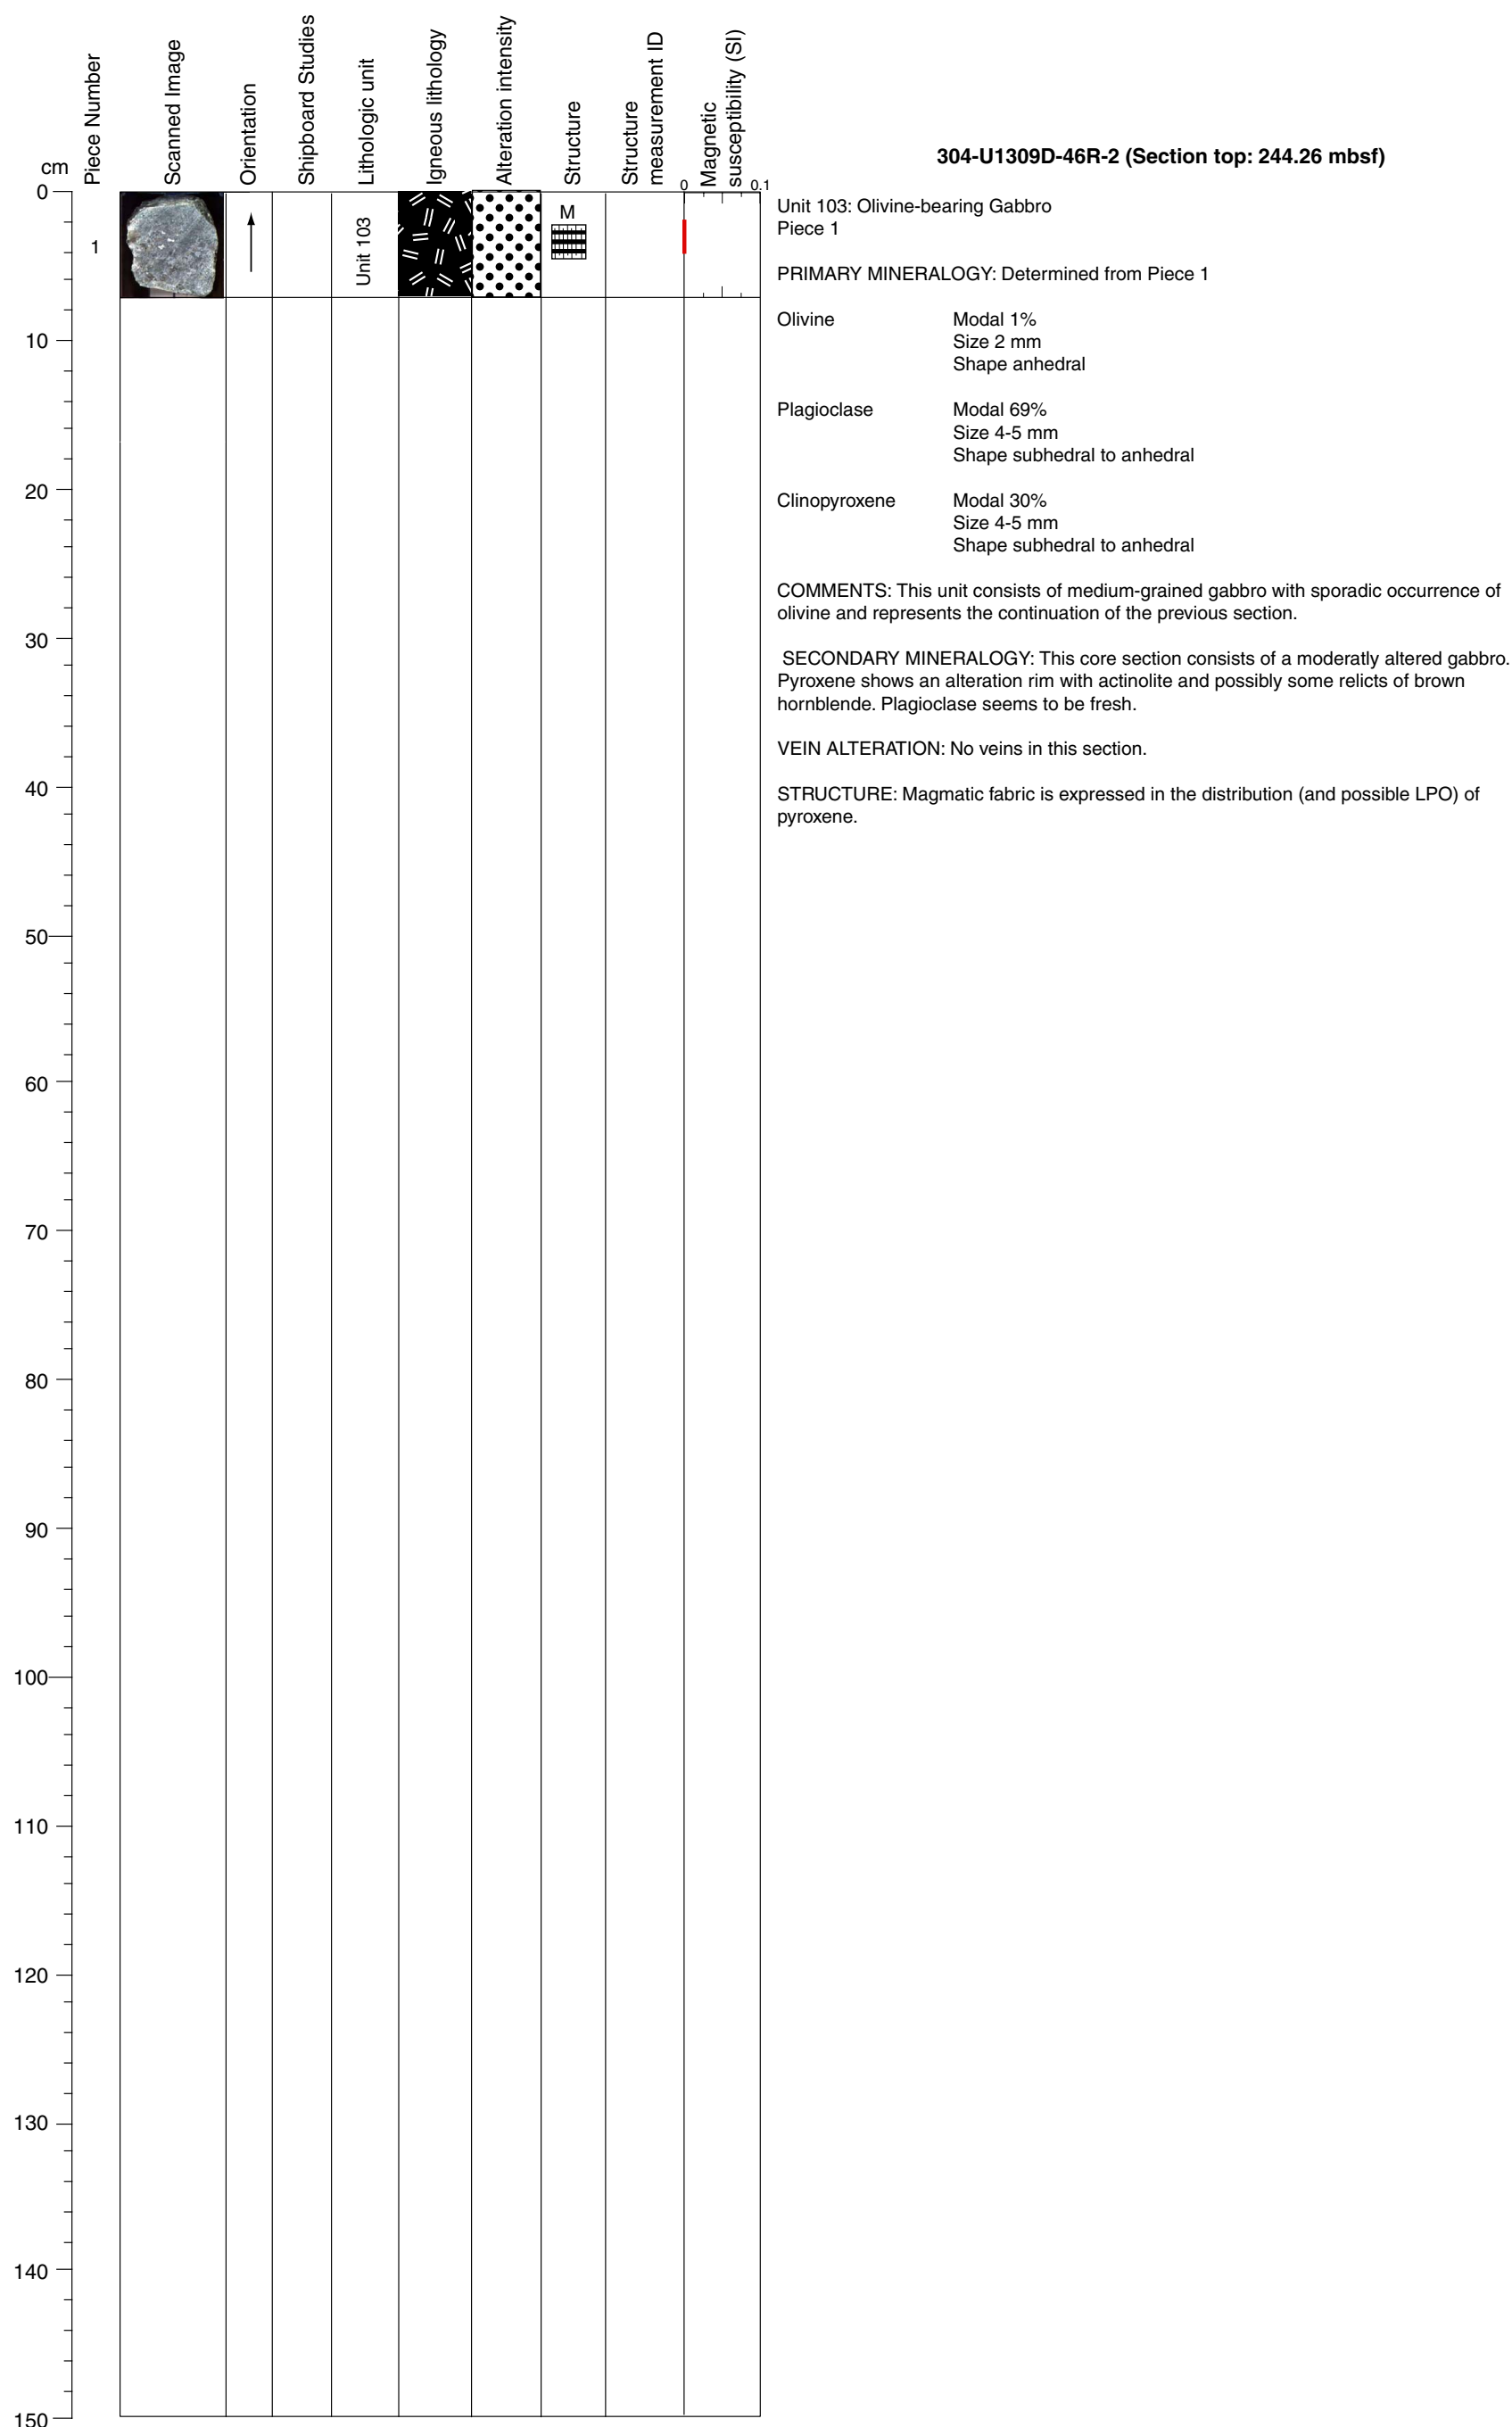 cm
Piece Number
Scanned Image
Orientation
Shipboard Studies
Lithologic unit
Igneous lithology
Alteration intensity
Structure
Structure
measurement ID
Magnetic
susceptibility (SI)
0
0.1
0
10
20
30
40
50
60
70
80
90
100
110
120
130
140
150
1
Unit 103
M
304-U1309D-46R-2 (Section top: 244.26 mbsf)
Unit 103: Olivine-bearing Gabbro
Piece 1
PRIMARY MINERALOGY: Determined from Piece 1
Olivine Modal 1%
Size 2 mm
Shape anhedral
Plagioclase Modal 69%
Size 4-5 mm
Shape subhedral to anhedral
Clinopyroxene Modal 30%
Size 4-5 mm
Shape subhedral to anhedral
COMMENTS: This unit consists of medium-grained gabbro with sporadic occurrence of
olivine and represents the continuation of the previous section.
SECONDARY MINERALOGY: This core section consists of a moderatly altered gabbro.
Pyroxene shows an alteration rim with actinolite and possibly some relicts of brown
hornblende. Plagioclase seems to be fresh.
VEIN ALTERATION: No veins in this section.
STRUCTURE: Magmatic fabric is expressed in the distribution (and possible LPO) of
pyroxene.